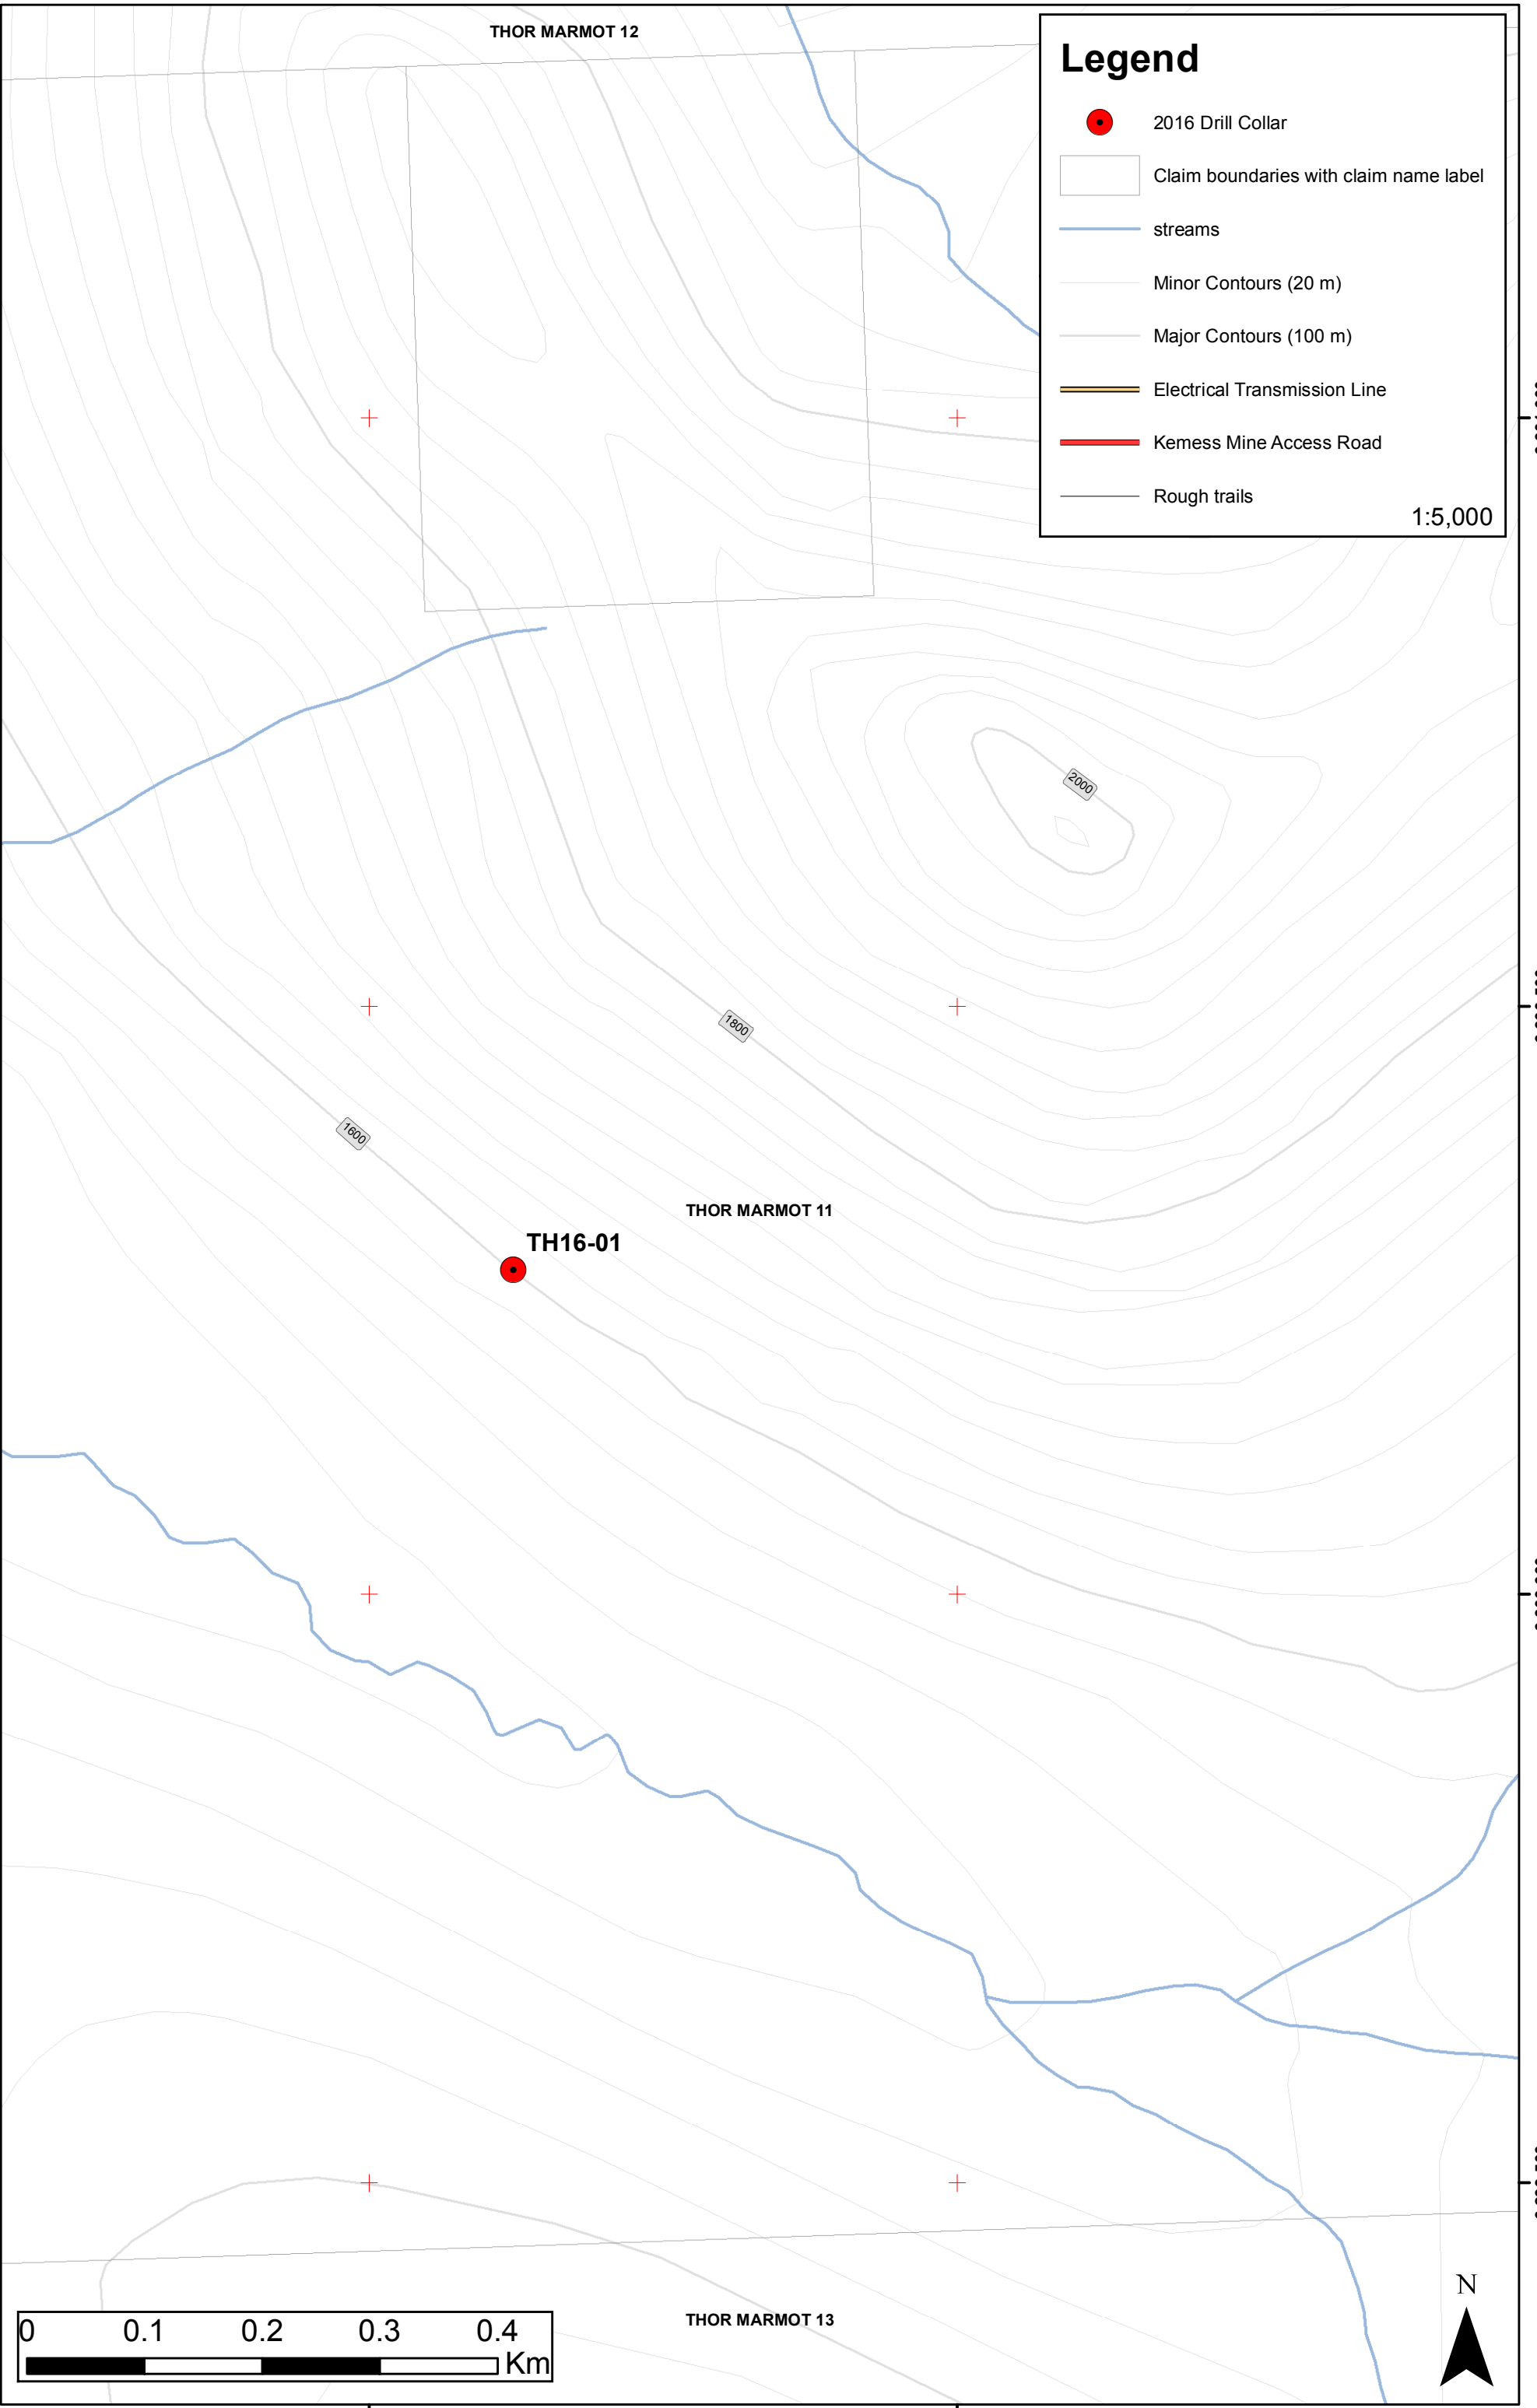 THOR MARMOT 12
Legend
2016 Drill Collar
Claim boundaries with claim name label
streams
Minor Contours (20 m)
Major Contours (100 m)
Electrical Transmission Line
Kemess Mine Access Road
Rough trails
1:5,000
2000
1800
1600
THOR MARMOT 11
TH16-01
THOR MARMOT 13
N
0 0.1 0.2 0.3 0.4
Km